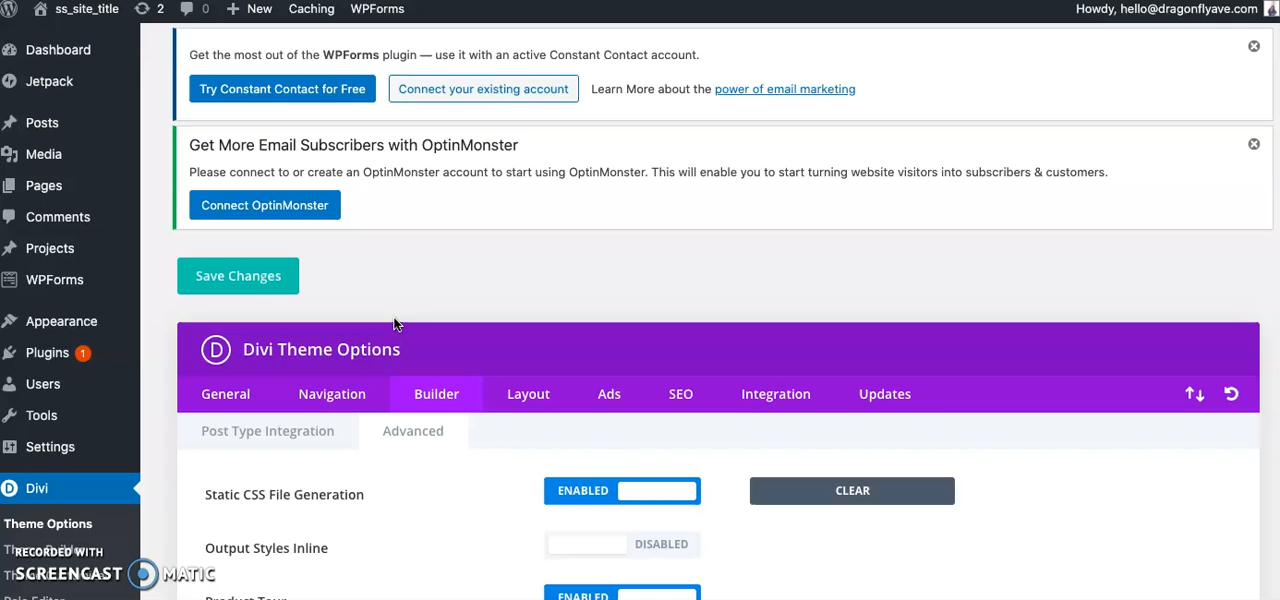 ss_site_title 2 0 New Caching WPForms Howdy, hello@dragonflyave.com
Dashboard
Jetpack
Posts
Media
Pages
Comments
Projects
WPForms
Appearance
Plugins 1
Users
Tools
Settings
Divi
Theme Options
RECORDED WITH
SCREENCAST MATIC
Get the most out of the WPForms plugin — use it with an active Constant Contact account.
Try Constant Contact for Free Connect your existing account Learn More about the power of email marketing
Get More Email Subscribers with OptinMonster
Please connect to or create an OptinMonster account to start using OptinMonster. This will enable you to start turning website visitors into subscribers & customers.
Connect OptinMonster
Save Changes
D Divi Theme Options
General Navigation Builder Layout Ads SEO Integration Updates
Post Type Integration Advanced
Static CSS File Generation ENABLED CLEAR
Output Styles Inline DISABLED
Product Tour ENABLED